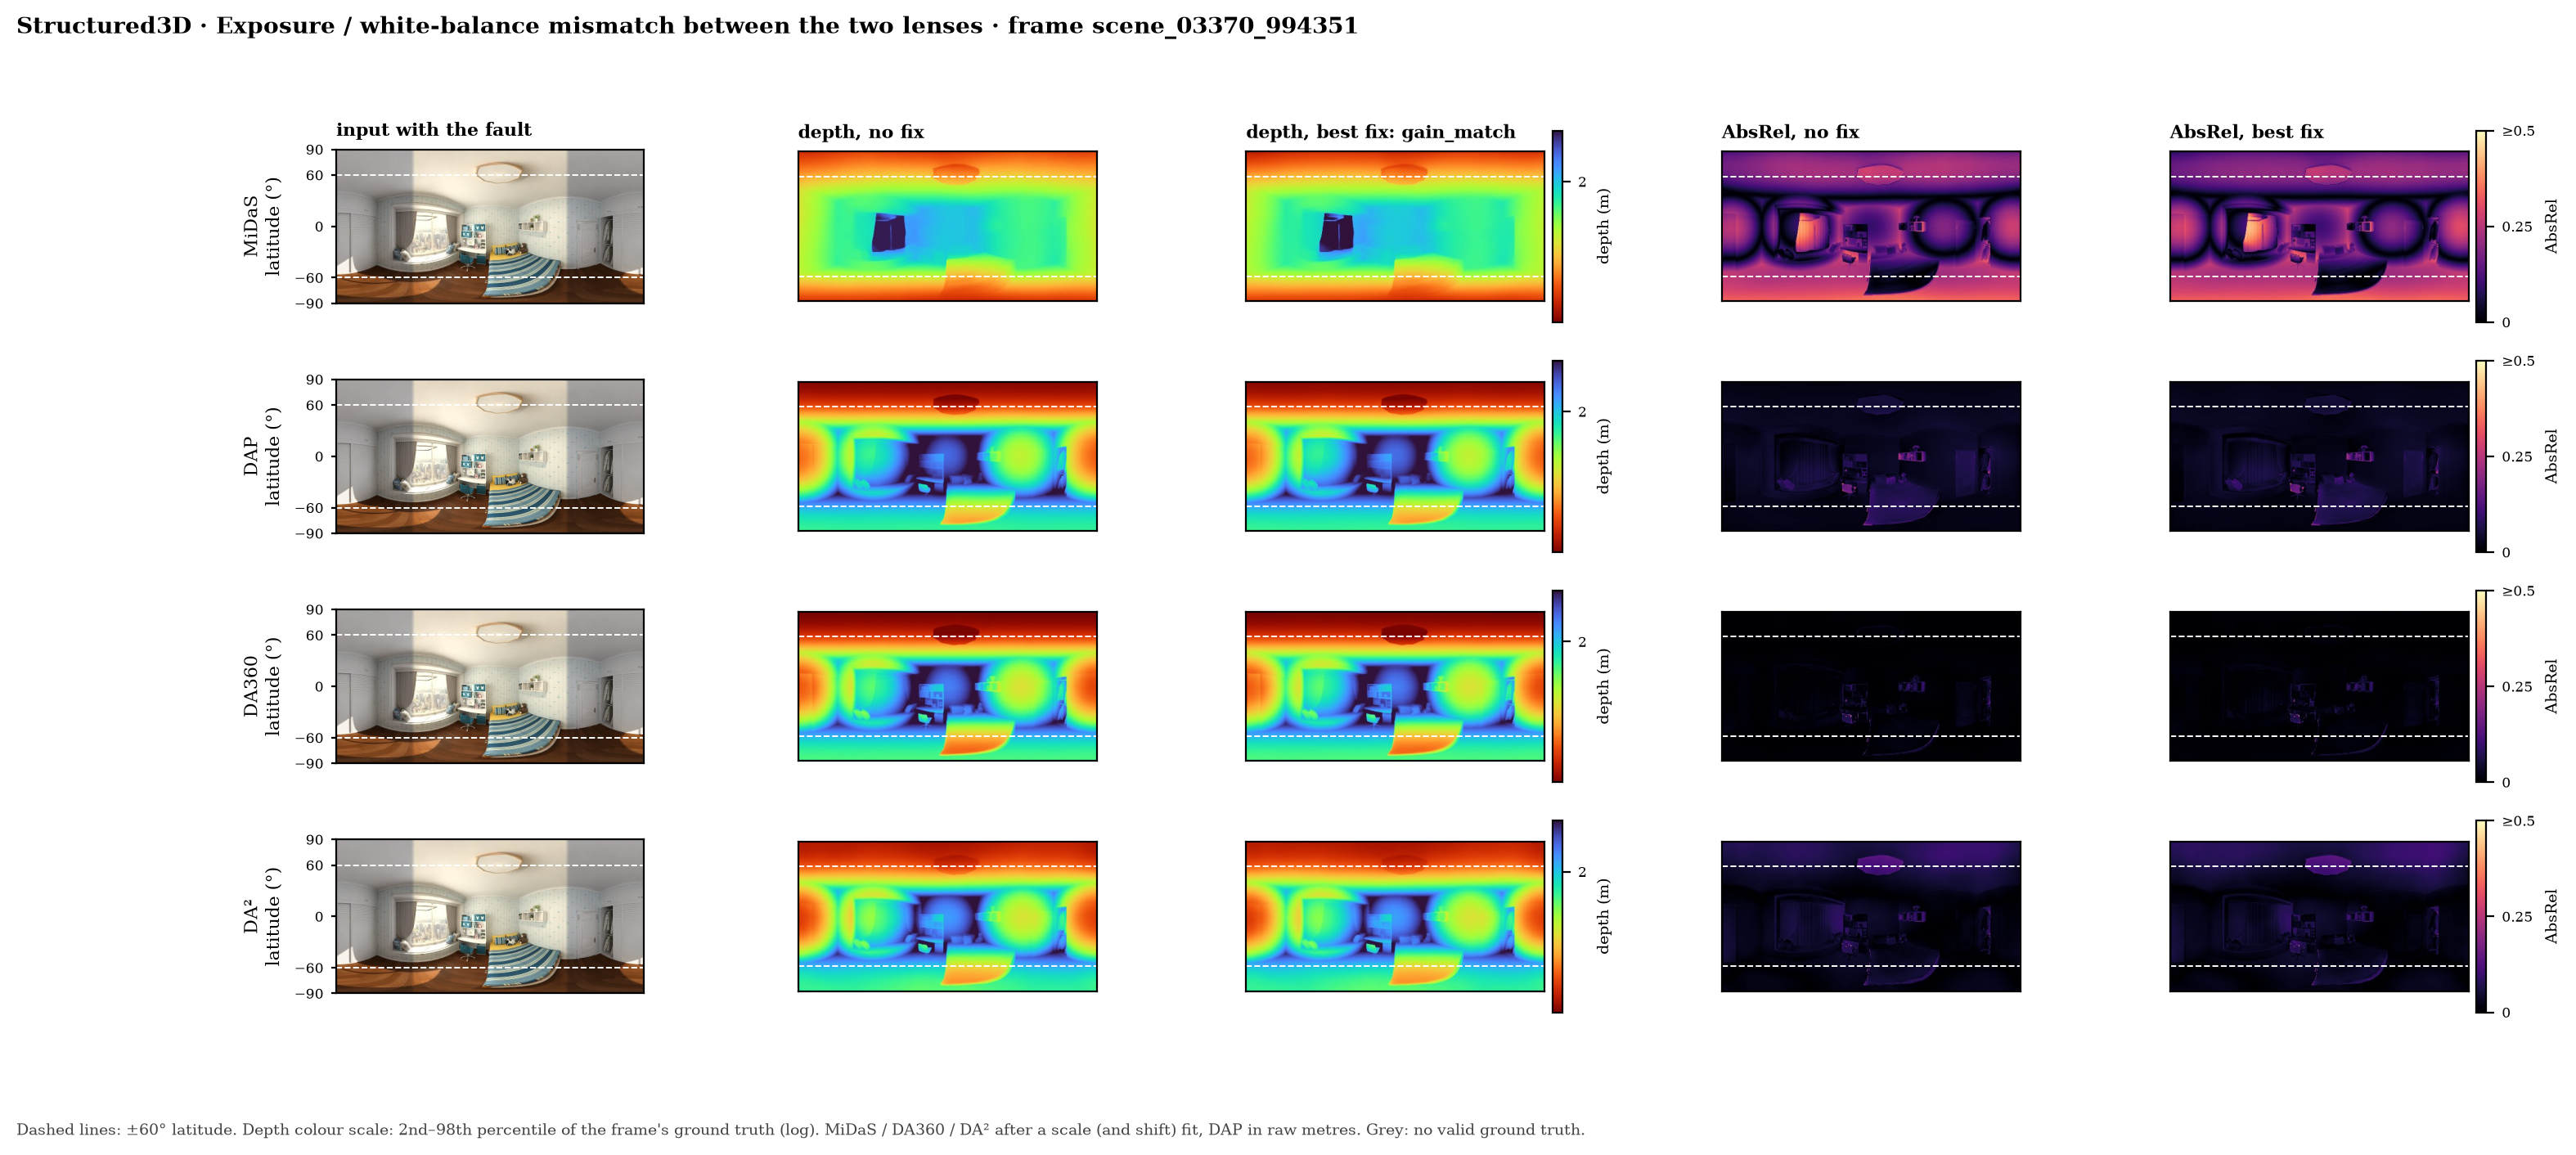 Structured3D · Exposure / white-balance mismatch between the two lenses · frame scene_03370_994351
input with the fault
depth, no fix
depth, best fix: gain_match
AbsRel, no fix
AbsRel, best fix
MiDaS
latitude (°)
90
60
0
−60
−90
2
depth (m)
≥0.5
0.25
0
AbsRel
DAP
latitude (°)
90
60
0
−60
−90
2
depth (m)
≥0.5
0.25
0
AbsRel
DA360
latitude (°)
90
60
0
−60
−90
2
depth (m)
≥0.5
0.25
0
AbsRel
DA²
latitude (°)
90
60
0
−60
−90
2
depth (m)
≥0.5
0.25
0
AbsRel
Dashed lines: ±60° latitude. Depth colour scale: 2nd–98th percentile of the frame's ground truth (log). MiDaS / DA360 / DA² after a scale (and shift) fit, DAP in raw metres. Grey: no valid ground truth.